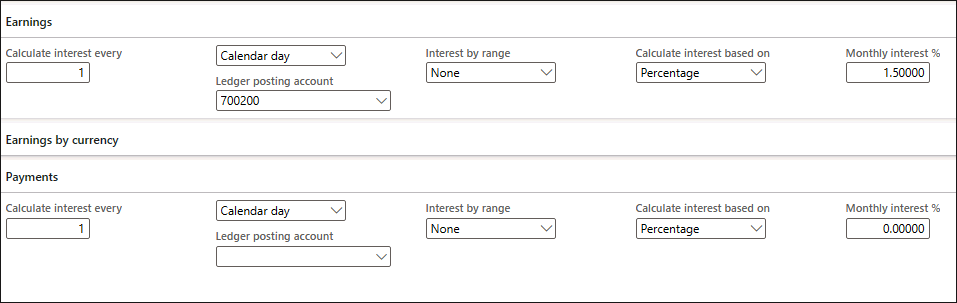 Earnings
Calculate interest every
1
Calendar day
Ledger posting account
700200
Interest by range
None
Calculate interest based on
Percentage
Monthly interest %
1.50000
Earnings by currency
Payments
Calculate interest every
1
Calendar day
Ledger posting account
Interest by range
None
Calculate interest based on
Percentage
Monthly interest %
0.00000